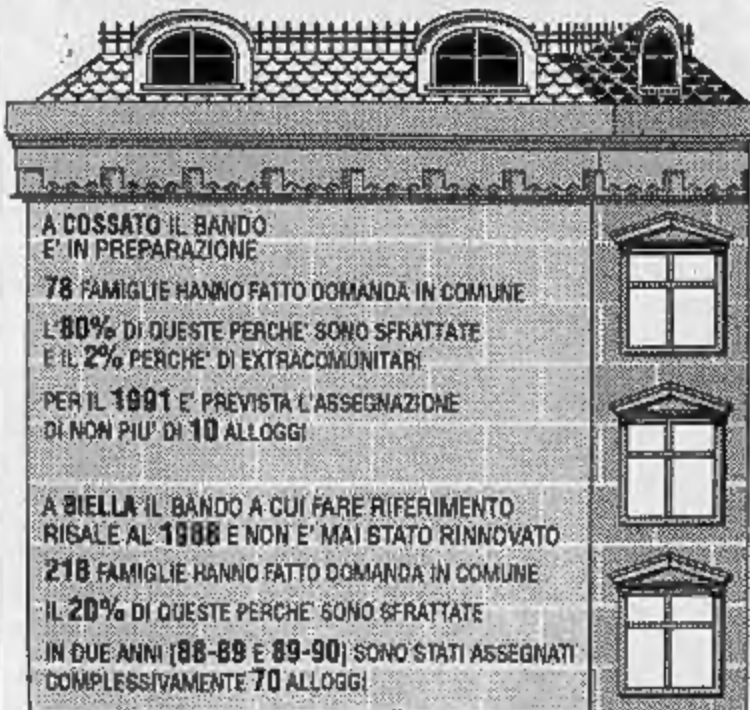 A COSSATO IL BANDO
E' IN PREPARAZIONE
78 FAMIGLIE HANNO FATTO DOMANDA IN COMUNE
L'80% DI QUESTE PERCHE' SONO SFRATTATE
E IL 2% PERCHE' DI EXTRACOMUNITARI
PER IL 1991 E' PREVISTA L'ASSEGNAZIONE
DI NON PIU' DI 10 ALLOGGI
A BIELLA IL BANDO A CUI FARE RIFERIMENTO
RISALE AL 1988 E NON E' MAI STATO RINNOVATO
218 FAMIGLIE HANNO FATTO DOMANDA IN COMUNE
IL 20% DI QUESTE PERCHE' SONO SFRATTATE
IN DUE ANNI (88-89 E 89-90) SONO STATI ASSEGNATI
COMPLESSIVAMENTE 70 ALLOGGI